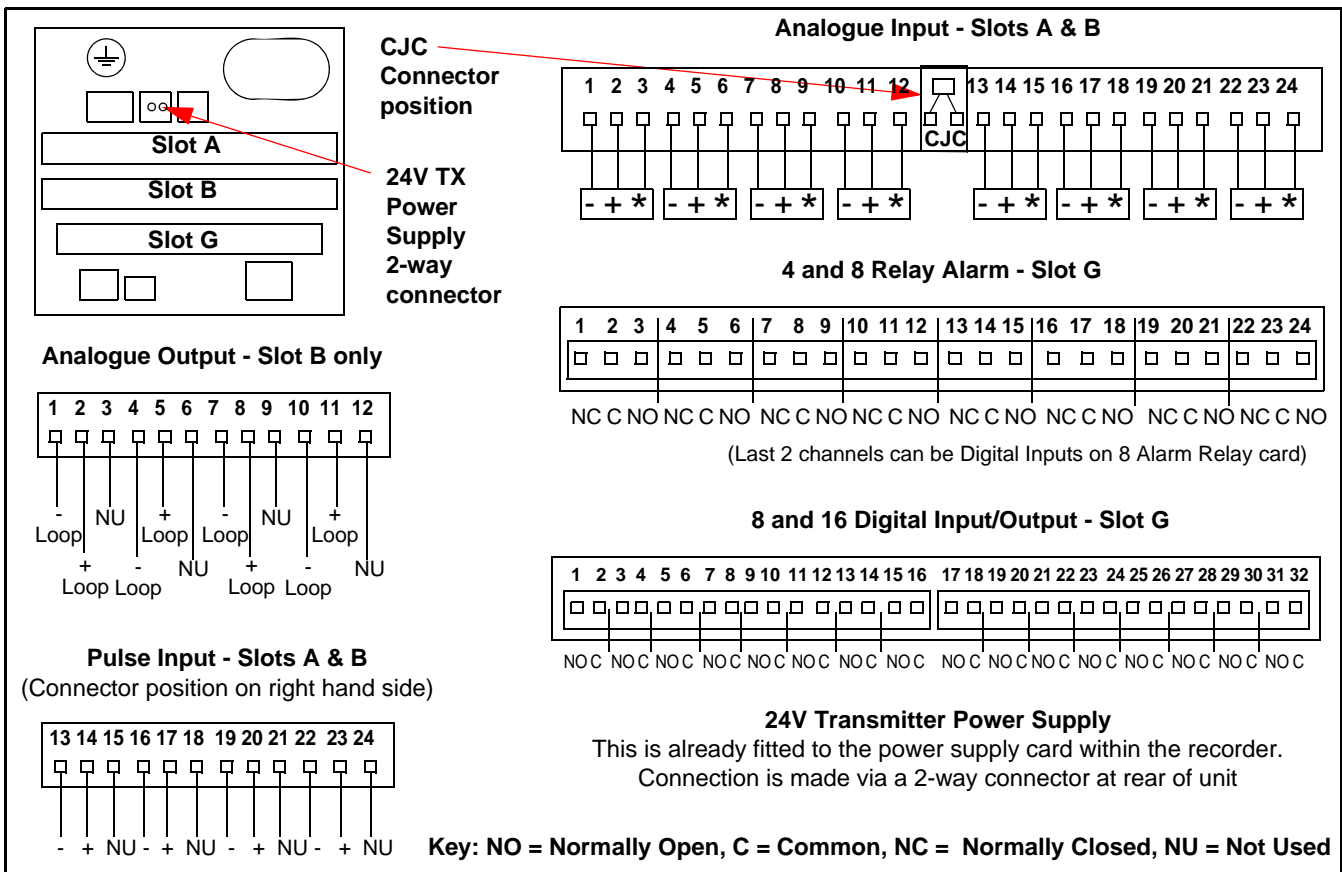 CJC
Connector
position
Slot A
Slot B
Slot G
24V TX
Power
Supply
2-way
connector
Analogue Input - Slots A & B
1 2 3 4 5 6 7 8 9 10 11 12 13 14 15 16 17 18 19 20 21 22 23 24
CJC
- + * - + * - + * - + * - + * - + * - + * - + *
4 and 8 Relay Alarm - Slot G
1 2 3 4 5 6 7 8 9 10 11 12 13 14 15 16 17 18 19 20 21 22 23 24
NC C NO NC C NO NC C NO NC C NO NC C NO NC C NO NC C NO NC C NO
(Last 2 channels can be Digital Inputs on 8 Alarm Relay card)
Analogue Output - Slot B only
1 2 3 4 5 6 7 8 9 10 11 12
- NU + - NU +
Loop Loop Loop Loop
+ - NU + - NU
Loop Loop Loop Loop
8 and 16 Digital Input/Output - Slot G
1 2 3 4 5 6 7 8 9 10 11 12 13 14 15 16 17 18 19 20 21 22 23 24 25 26 27 28 29 30 31 32
NO C NO C NO C NO C NO C NO C NO C NO C NO C NO C NO C NO C NO C NO C NO C NO C
Pulse Input - Slots A & B
(Connector position on right hand side)
13 14 15 16 17 18 19 20 21 22 23 24
- + NU - + NU - + NU - + NU
24V Transmitter Power Supply
This is already fitted to the power supply card within the recorder.
Connection is made via a 2-way connector at rear of unit
Key: NO = Normally Open, C = Common, NC = Normally Closed, NU = Not Used